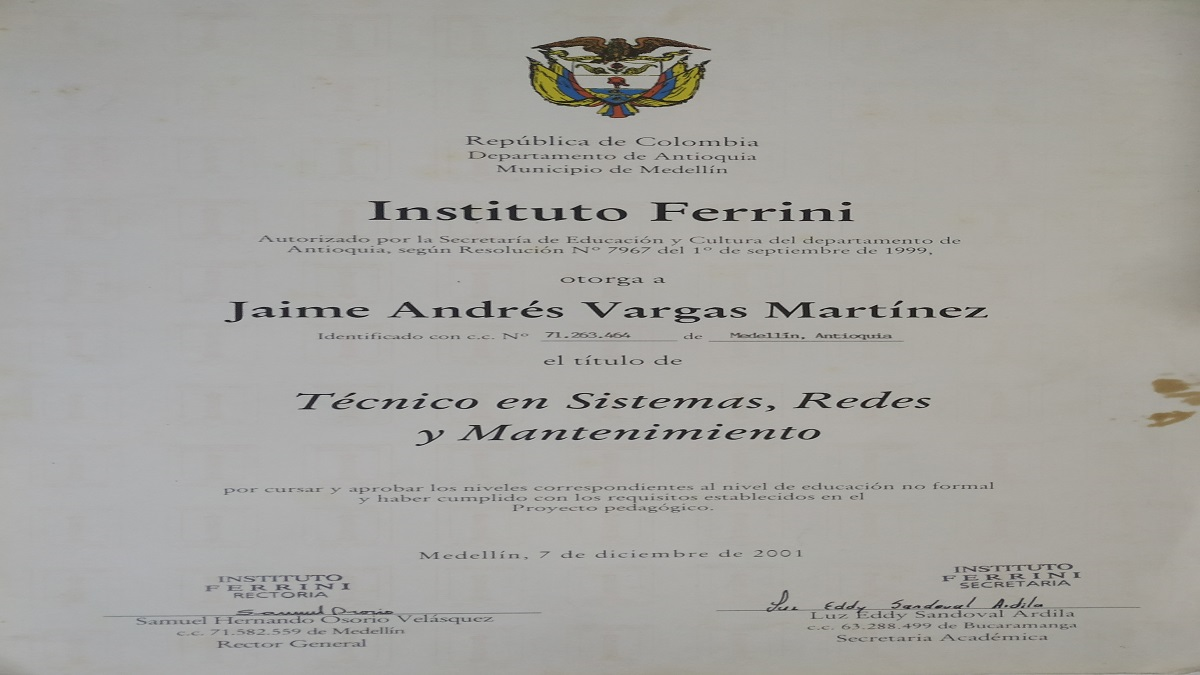 República de Colombia
Departamento de Antioquia
Municipio de Medellín
Instituto Ferrini
Autorizado por la Secretaría de Educación y Cultura del departamento de
Antioquia, según Resolución Nº 7967 del 1º de septiembre de 1999,
otorga a
Jaime Andrés Vargas Martínez
Identificado con c.c. Nº 71.263.464 de Medellín, Antioquia
el título de
Técnico en Sistemas, Redes
y Mantenimiento
por cursar y aprobar los niveles correspondientes al nivel de educación no formal
y haber cumplido con los requisitos establecidos en el
Proyecto pedagógico.
Medellín, 7 de diciembre de 2001
INSTITUTO
FERRINI
RECTORIA
Samuel Osorio
Samuel Hernando Osorio Velásquez
c.c. 71.582.559 de Medellín
Rector General
INSTITUTO
FERRINI
SECRETARIA
Luz Eddy Sandoval Ardila
Luz Eddy Sandoval Ardila
c.c. 63.288.499 de Bucaramanga
Secretaria Académica